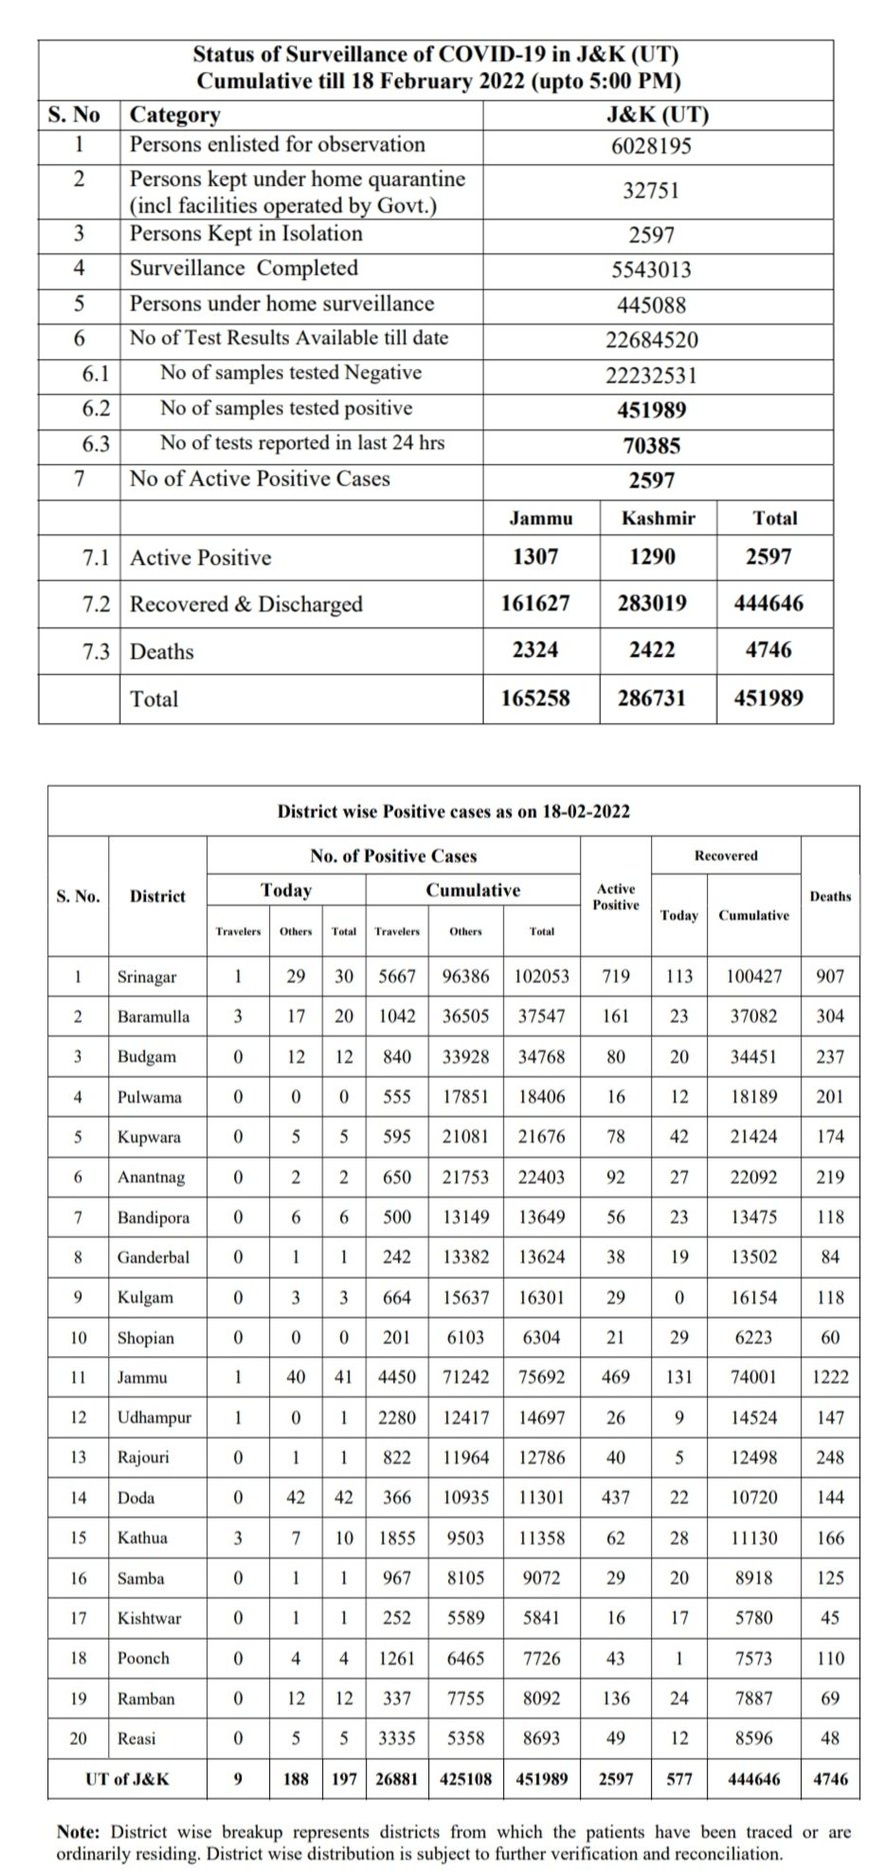 Status of Surveillance of COVID-19 in J&K (UT)
Cumulative till 18 February 2022 (upto 5:00 PM)
S. No Category J&K (UT)
1 Persons enlisted for observation 6028195
2 Persons kept under home quarantine
(incl facilities operated by Govt.) 32751
3 Persons Kept in Isolation 2597
4 Surveillance Completed 5543013
5 Persons under home surveillance 445088
6 No of Test Results Available till date 22684520
6.1 No of samples tested Negative 22232531
6.2 No of samples tested positive 451989
6.3 No of tests reported in last 24 hrs 70385
7 No of Active Positive Cases 2597
Jammu Kashmir Total
7.1 Active Positive 1307 1290 2597
7.2 Recovered & Discharged 161627 283019 444646
7.3 Deaths 2324 2422 4746
Total 165258 286731 451989
District wise Positive cases as on 18-02-2022
S. No. District No. of Positive Cases Active Positive Recovered Deaths
Today Cumulative Today Cumulative
Travelers Others Total Travelers Others Total
1 Srinagar 1 29 30 5667 96386 102053 719 113 100427 907
2 Baramulla 3 17 20 1042 36505 37547 161 23 37082 304
3 Budgam 0 12 12 840 33928 34768 80 20 34451 237
4 Pulwama 0 0 0 555 17851 18406 16 12 18189 201
5 Kupwara 0 5 5 595 21081 21676 78 42 21424 174
6 Anantnag 0 2 2 650 21753 22403 92 27 22092 219
7 Bandipora 0 6 6 500 13149 13649 56 23 13475 118
8 Ganderbal 0 1 1 242 13382 13624 38 19 13502 84
9 Kulgam 0 3 3 664 15637 16301 29 0 16154 118
10 Shopian 0 0 0 201 6103 6304 21 29 6223 60
11 Jammu 1 40 41 4450 71242 75692 469 131 74001 1222
12 Udhampur 1 0 1 2280 12417 14697 26 9 14524 147
13 Rajouri 0 1 1 822 11964 12786 40 5 12498 248
14 Doda 0 42 42 366 10935 11301 437 22 10720 144
15 Kathua 3 7 10 1855 9503 11358 62 28 11130 166
16 Samba 0 1 1 967 8105 9072 29 20 8918 125
17 Kishtwar 0 1 1 252 5589 5841 16 17 5780 45
18 Poonch 0 4 4 1261 6465 7726 43 1 7573 110
19 Ramban 0 12 12 337 7755 8092 136 24 7887 69
20 Reasi 0 5 5 3335 5358 8693 49 12 8596 48
UT of J&K 9 188 197 26881 425108 451989 2597 577 444646 4746
Note: District wise breakup represents districts from which the patients have been traced or are
ordinarily residing. District wise distribution is subject to further verification and reconciliation.